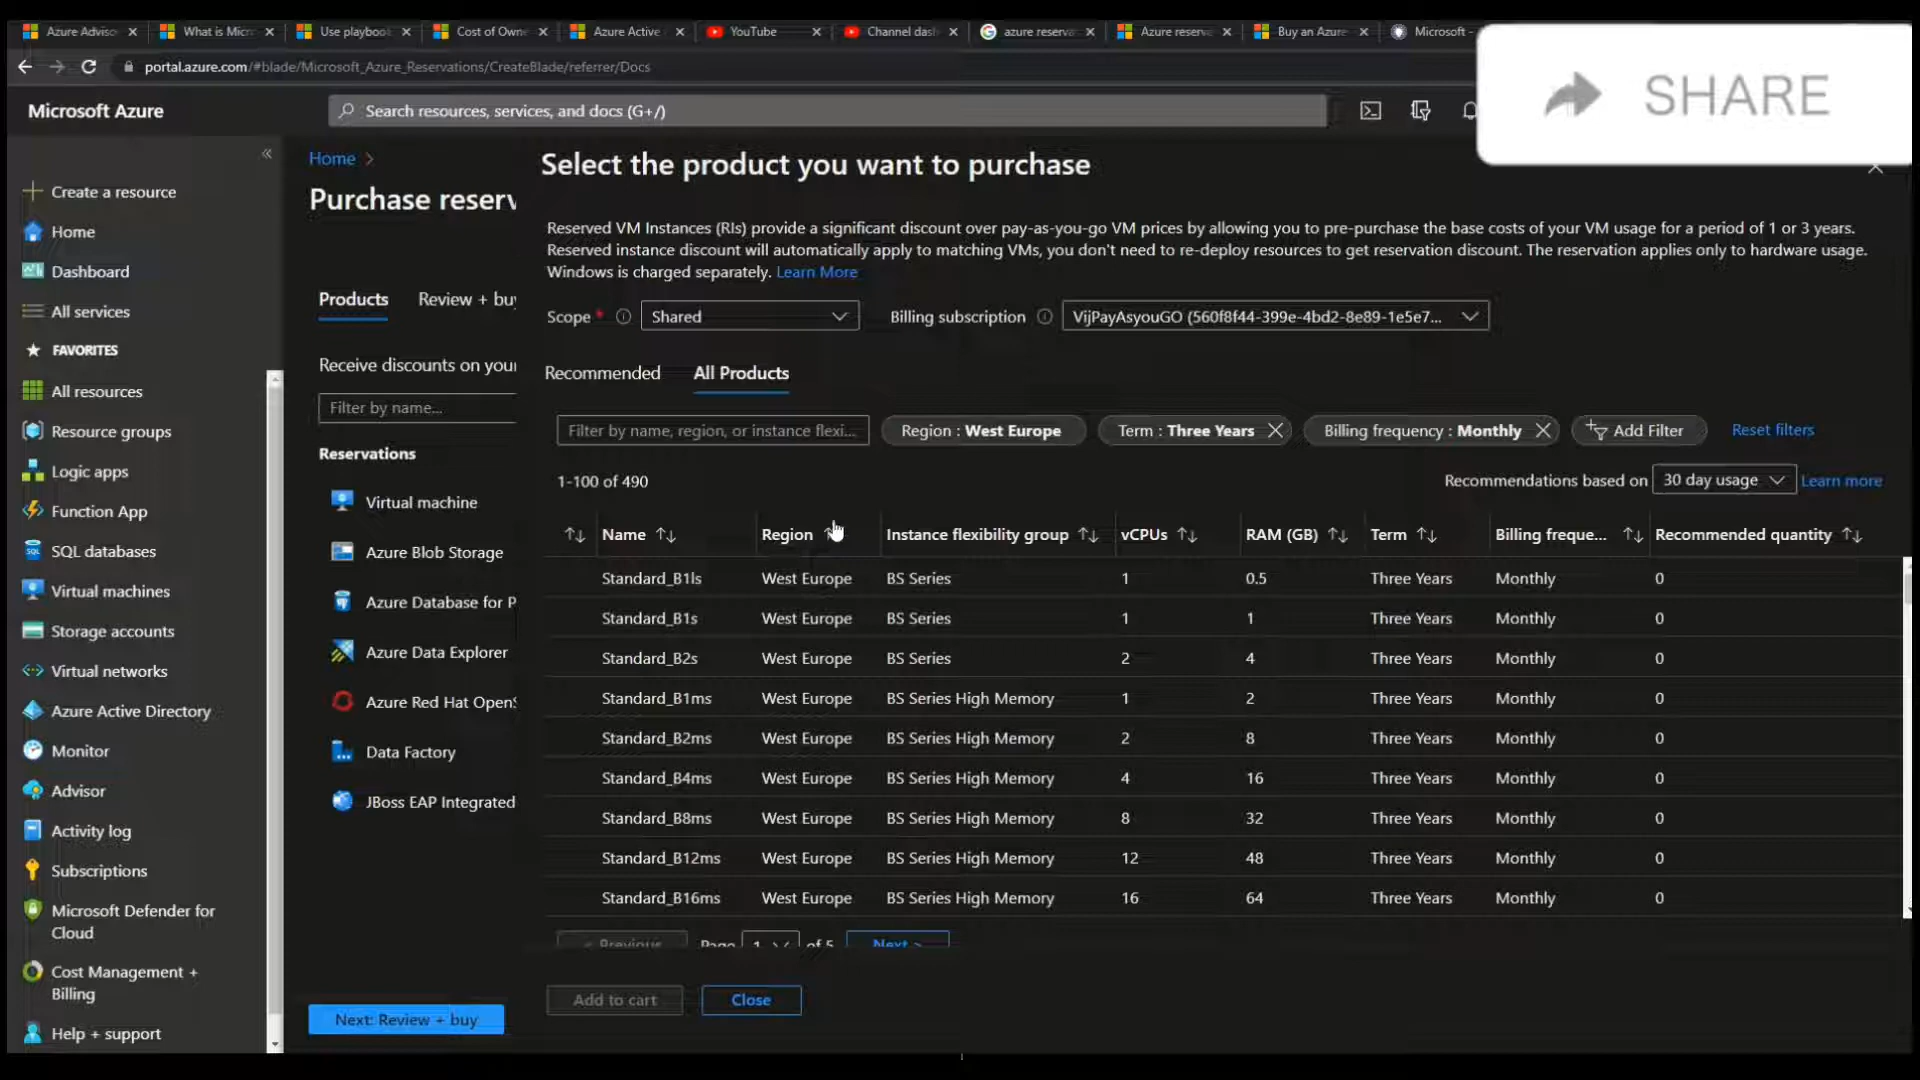 Azure Adviso
What is Micr
Use playboo
Cost of Owne
Azure Active
YouTube
Channel dash
azure reserva
Azure reserv
Buy an Azure
Microsoft -
portal.azure.com/#blade/Microsoft_Azure_Reservations/CreateBlade/referrer/Docs
SHARE
Microsoft Azure
Search resources, services, and docs (G+/)
Create a resource
Home
Dashboard
All services
FAVORITES
All resources
Resource groups
Logic apps
Function App
SQL databases
Virtual machines
Storage accounts
Virtual networks
Azure Active Directory
Monitor
Advisor
Activity log
Subscriptions
Microsoft Defender for
Cloud
Cost Management +
Billing
Help + support
Home >
Purchase reserv
Products Review + buy
Receive discounts on your
Filter by name...
Reservations
Virtual machine
Azure Blob Storage
Azure Database for P
Azure Data Explorer
Azure Red Hat OpenS
Data Factory
JBoss EAP Integrated
Next: Review + buy
Select the product you want to purchase
Reserved VM Instances (RIs) provide a significant discount over pay-as-you-go VM prices by allowing you to pre-purchase the base costs of your VM usage for a period of 1 or 3 years.
Reserved instance discount will automatically apply to matching VMs, you don't need to re-deploy resources to get reservation discount. The reservation applies only to hardware usage.
Windows is charged separately. Learn More
Scope * Shared Billing subscription VijPayAsyouGO (560f8f44-399e-4bd2-8e89-1e5e7...
Recommended All Products
Filter by name, region, or instance flexi... Region : West Europe Term : Three Years Billing frequency : Monthly Add Filter Reset filters
1-100 of 490 Recommendations based on 30 day usage Learn more
Name Region Instance flexibility group vCPUs RAM (GB) Term Billing freque... Recommended quantity
Standard_B1ls West Europe BS Series 1 0.5 Three Years Monthly 0
Standard_B1s West Europe BS Series 1 1 Three Years Monthly 0
Standard_B2s West Europe BS Series 2 4 Three Years Monthly 0
Standard_B1ms West Europe BS Series High Memory 1 2 Three Years Monthly 0
Standard_B2ms West Europe BS Series High Memory 2 8 Three Years Monthly 0
Standard_B4ms West Europe BS Series High Memory 4 16 Three Years Monthly 0
Standard_B8ms West Europe BS Series High Memory 8 32 Three Years Monthly 0
Standard_B12ms West Europe BS Series High Memory 12 48 Three Years Monthly 0
Standard_B16ms West Europe BS Series High Memory 16 64 Three Years Monthly 0
< Previous Page 1 of 5 Next >
Add to cart Close